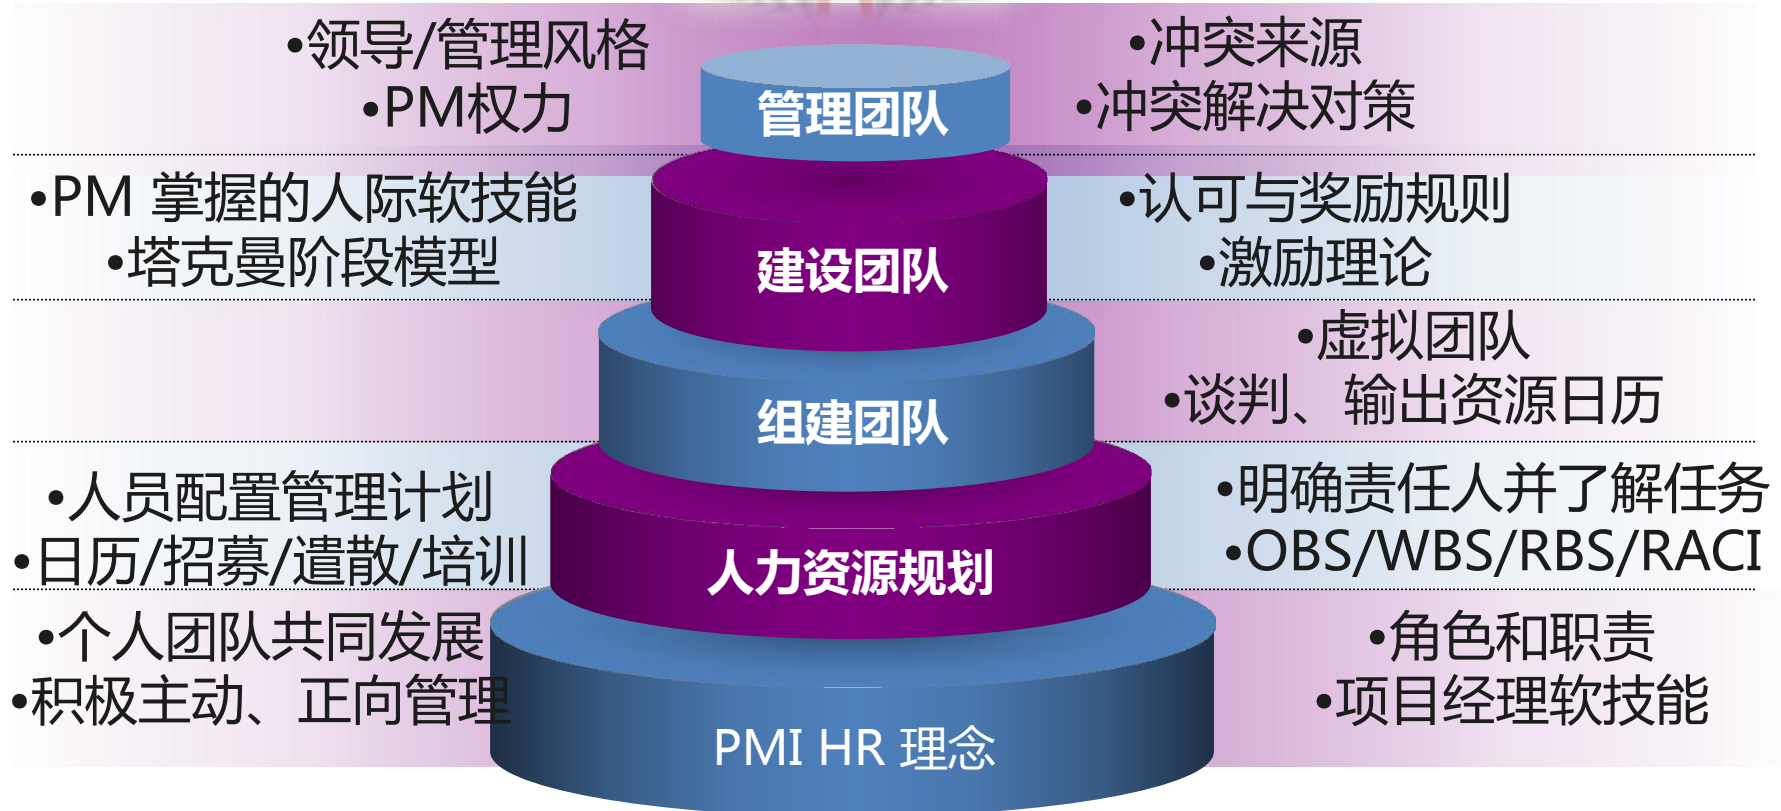 •领导/管理风格
•PM权力
管理团队
•冲突来源
•冲突解决对策
•PM 掌握的人际软技能
•塔克曼阶段模型
建设团队
•认可与奖励规则
•激励理论
组建团队
•虚拟团队
•谈判、输出资源日历
•人员配置管理计划
•日历/招募/遣散/培训
人力资源规划
•明确责任人并了解任务
•OBS/WBS/RBS/RACI
•个人团队共同发展
•积极主动、正向管理
PMI HR 理念
•角色和职责
•项目经理软技能